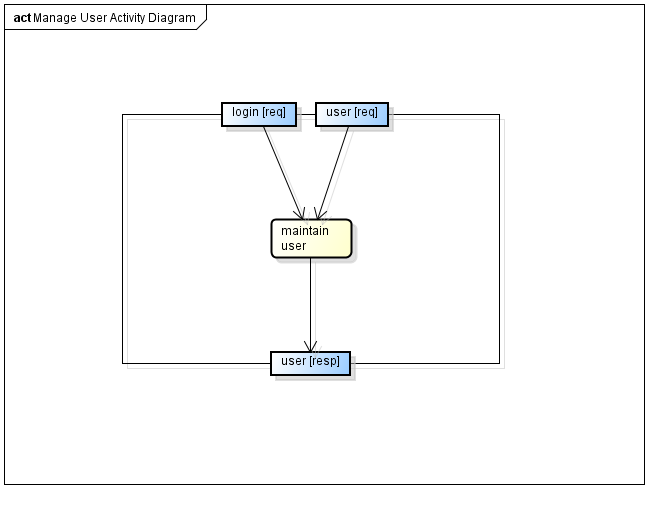 act Manage User Activity Diagram
login [req]
user [req]
maintain
user
user [resp]